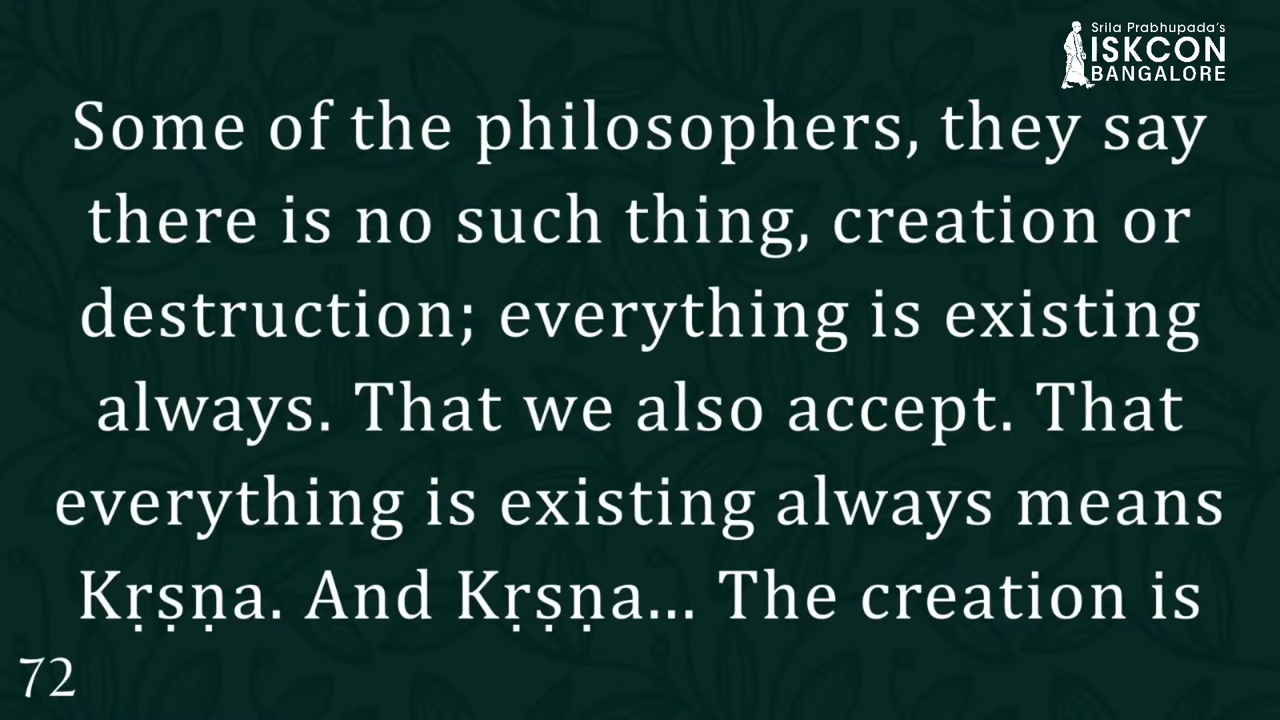 Srila Prabhupada's
ISKCON
BANGALORE
Some of the philosophers, they say
there is no such thing, creation or
destruction; everything is existing
always. That we also accept. That
everything is existing always means
Kṛṣṇa. And Kṛṣṇa... The creation is
72